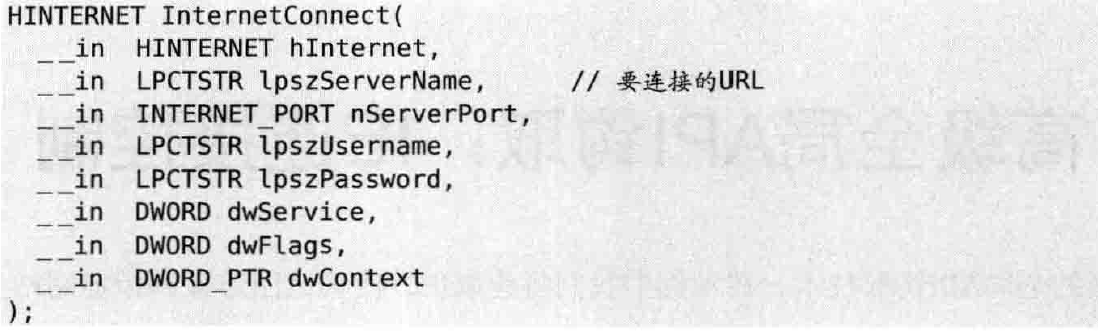 HINTERNET InternetConnect(
__in HINTERNET hInternet,
__in LPCTSTR lpszServerName, // 要连接的URL
__in INTERNET_PORT nServerPort,
__in LPCTSTR lpszUsername,
__in LPCTSTR lpszPassword,
__in DWORD dwService,
__in DWORD dwFlags,
__in DWORD_PTR dwContext
);